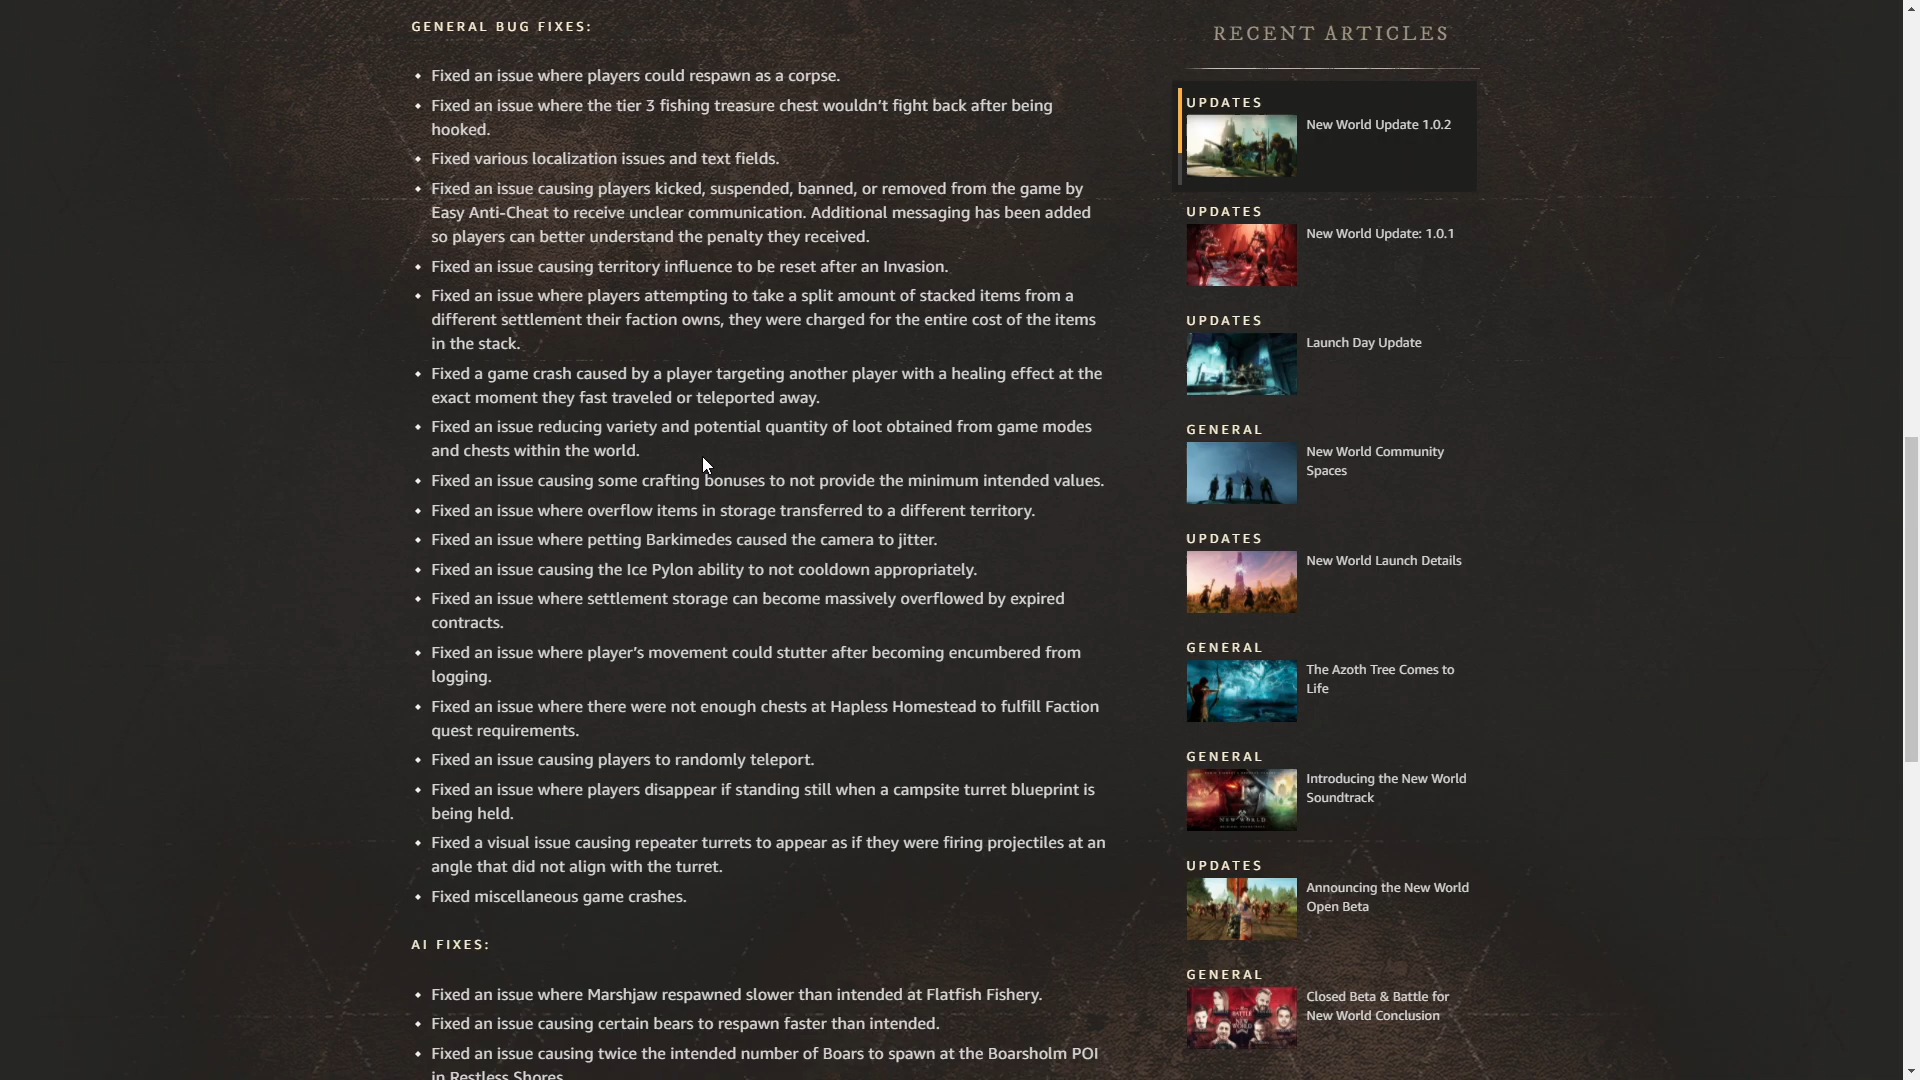 GENERAL BUG FIXES:
Fixed an issue where players could respawn as a corpse.
Fixed an issue where the tier 3 fishing treasure chest wouldn’t fight back after being
hooked.
Fixed various localization issues and text fields.
Fixed an issue causing players kicked, suspended, banned, or removed from the game by
Easy Anti-Cheat to receive unclear communication. Additional messaging has been added
so players can better understand the penalty they received.
Fixed an issue causing territory influence to be reset after an Invasion.
Fixed an issue where players attempting to take a split amount of stacked items from a
different settlement their faction owns, they were charged for the entire cost of the items
in the stack.
Fixed a game crash caused by a player targeting another player with a healing effect at the
exact moment they fast traveled or teleported away.
Fixed an issue reducing variety and potential quantity of loot obtained from game modes
and chests within the world.
Fixed an issue causing some crafting bonuses to not provide the minimum intended values.
Fixed an issue where overflow items in storage transferred to a different territory.
Fixed an issue where petting Barkimedes caused the camera to jitter.
Fixed an issue causing the Ice Pylon ability to not cooldown appropriately.
Fixed an issue where settlement storage can become massively overflowed by expired
contracts.
Fixed an issue where player’s movement could stutter after becoming encumbered from
logging.
Fixed an issue where there were not enough chests at Hapless Homestead to fulfill Faction
quest requirements.
Fixed an issue causing players to randomly teleport.
Fixed an issue where players disappear if standing still when a campsite turret blueprint is
being held.
Fixed a visual issue causing repeater turrets to appear as if they were firing projectiles at an
angle that did not align with the turret.
Fixed miscellaneous game crashes.
AI FIXES:
Fixed an issue where Marshjaw respawned slower than intended at Flatfish Fishery.
Fixed an issue causing certain bears to respawn faster than intended.
Fixed an issue causing twice the intended number of Boars to spawn at the Boarsholm POI
in Restless Shores.
RECENT ARTICLES
UPDATES
New World Update 1.0.2
UPDATES
New World Update: 1.0.1
UPDATES
Launch Day Update
GENERAL
New World Community
Spaces
UPDATES
New World Launch Details
GENERAL
The Azoth Tree Comes to
Life
GENERAL
Introducing the New World
Soundtrack
NEW WORLD
UPDATES
Announcing the New World
Open Beta
GENERAL
Closed Beta & Battle for
New World Conclusion
BATTLE
NEW WORLD